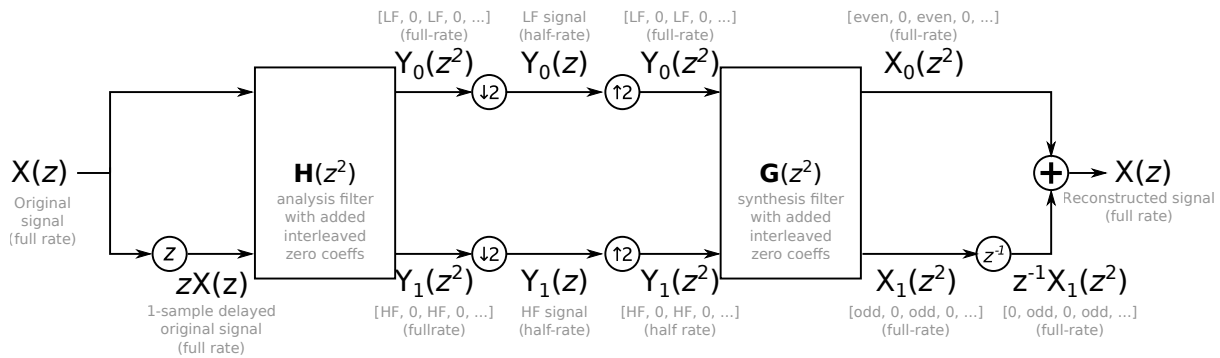 [LF, 0, LF, 0, ...]
(full-rate)
Y₀(z²)
LF signal
(half-rate)
Y₀(z)
[LF, 0, LF, 0, ...]
(full-rate)
Y₀(z²)
[even, 0, even, 0, ...]
(full-rate)
X₀(z²)
↓2
↑2
X(z)
Original
signal
(full rate)
H(z²)
analysis filter
with added
interleaved
zero coeffs
G(z²)
synthesis filter
with added
interleaved
zero coeffs
+
X(z)
Reconstructed signal
(full rate)
z
↓2
↑2
z⁻¹
zX(z)
1-sample delayed
original signal
(full rate)
Y₁(z²)
[HF, 0, HF, 0, ...]
(fullrate)
Y₁(z)
HF signal
(half-rate)
Y₁(z²)
[HF, 0, HF, 0, ...]
(half rate)
X₁(z²)
[odd, 0, odd, 0, ...]
(full-rate)
z⁻¹X₁(z²)
[0, odd, 0, odd, ...]
(full-rate)